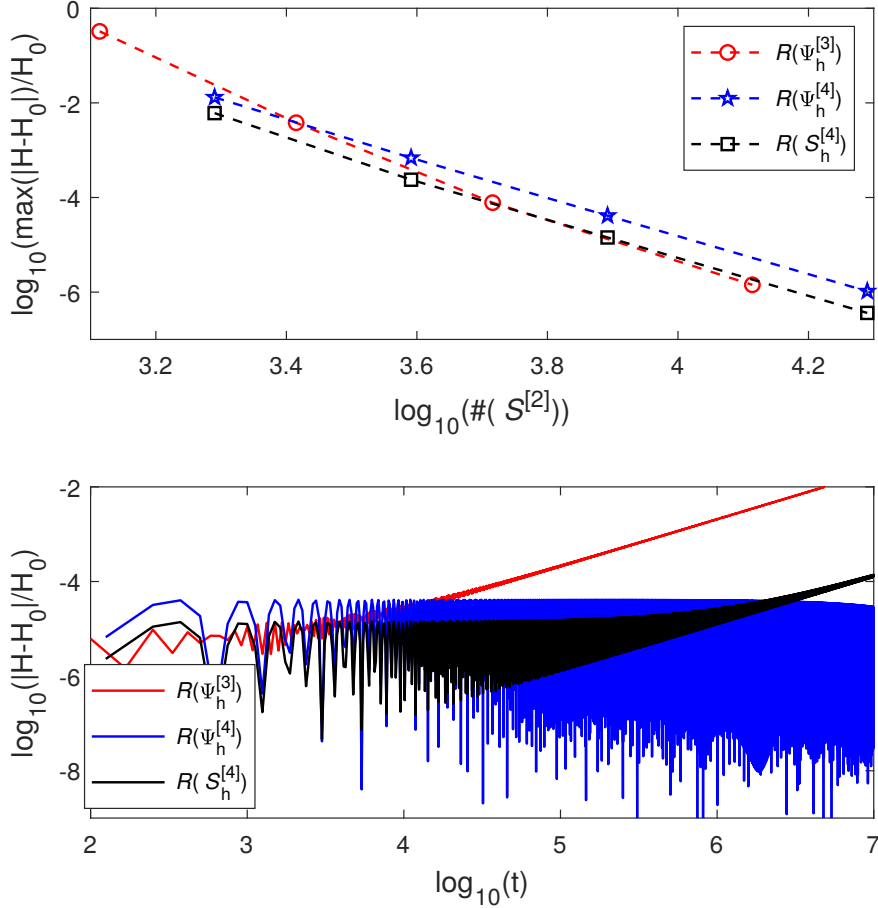 0
-2
-4
-6
3.2 3.4 3.6 3.8 4 4.2
log10(max(|H-H0|)/H0)
log10(#( S[2]))
R(Ψh[3])
R(Ψh[4])
R( Sh[4])
-2
-4
-6
-8
2 3 4 5 6 7
log10(|H-H0|/H0)
log10(t)
R(Ψh[3])
R(Ψh[4])
R( Sh[4])